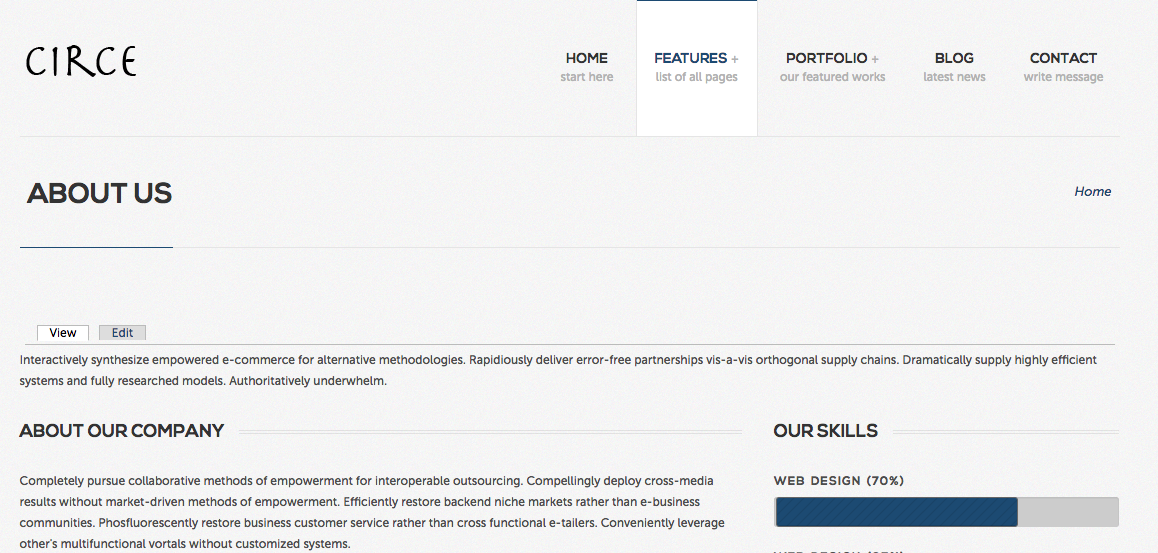 CIRCE
HOME
start here
FEATURES +
list of all pages
PORTFOLIO +
our featured works
BLOG
latest news
CONTACT
write message
ABOUT US
Home
View
Edit
Interactively synthesize empowered e-commerce for alternative methodologies. Rapidiously deliver error-free partnerships vis-a-vis orthogonal supply chains. Dramatically supply highly efficient
systems and fully researched models. Authoritatively underwhelm.
ABOUT OUR COMPANY
Completely pursue collaborative methods of empowerment for interoperable outsourcing. Compellingly deploy cross-media
results without market-driven methods of empowerment. Efficiently restore backend niche markets rather than e-business
communities. Phosfluorescently restore business customer service rather than cross functional e-tailers. Conveniently leverage
other's multifunctional vortals without customized systems.
OUR SKILLS
WEB DESIGN (70%)